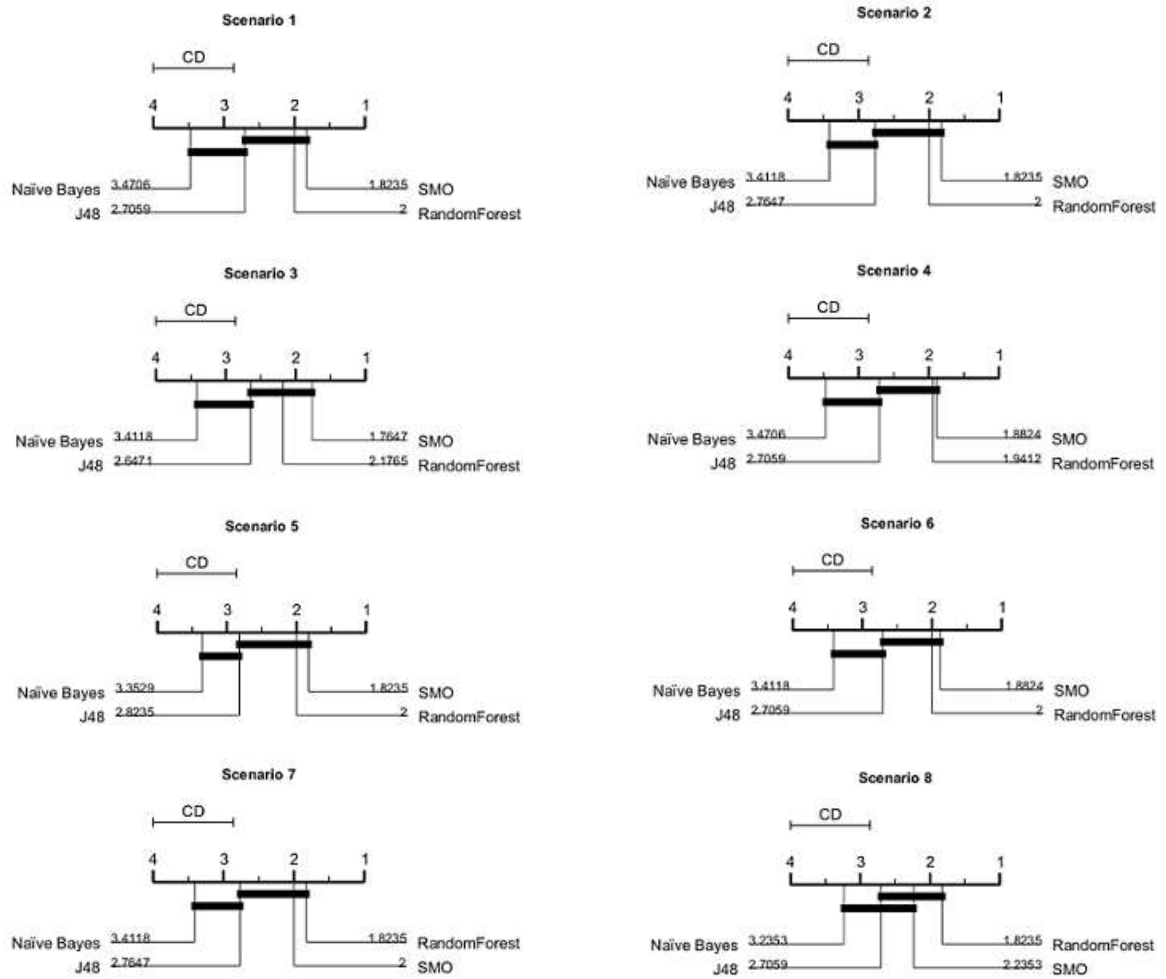 Scenario 1
CD
4 3 2 1
Naïve Bayes 3.4706 1.8235 SMO
J48 2.7059 2 RandomForest
Scenario 2
CD
4 3 2 1
Naïve Bayes 3.4118 1.8235 SMO
J48 2.7647 2 RandomForest
Scenario 3
CD
4 3 2 1
Naïve Bayes 3.4118 1.7647 SMO
J48 2.6471 2.1765 RandomForest
Scenario 4
CD
4 3 2 1
Naïve Bayes 3.4706 1.8824 SMO
J48 2.7059 1.9412 RandomForest
Scenario 5
CD
4 3 2 1
Naïve Bayes 3.3529 1.8235 SMO
J48 2.8235 2 RandomForest
Scenario 6
CD
4 3 2 1
Naïve Bayes 3.4118 1.8824 SMO
J48 2.7059 2 RandomForest
Scenario 7
CD
4 3 2 1
Naïve Bayes 3.4118 1.8235 RandomForest
J48 2.7647 2 SMO
Scenario 8
CD
4 3 2 1
Naïve Bayes 3.2353 1.8235 RandomForest
J48 2.7059 2.2353 SMO